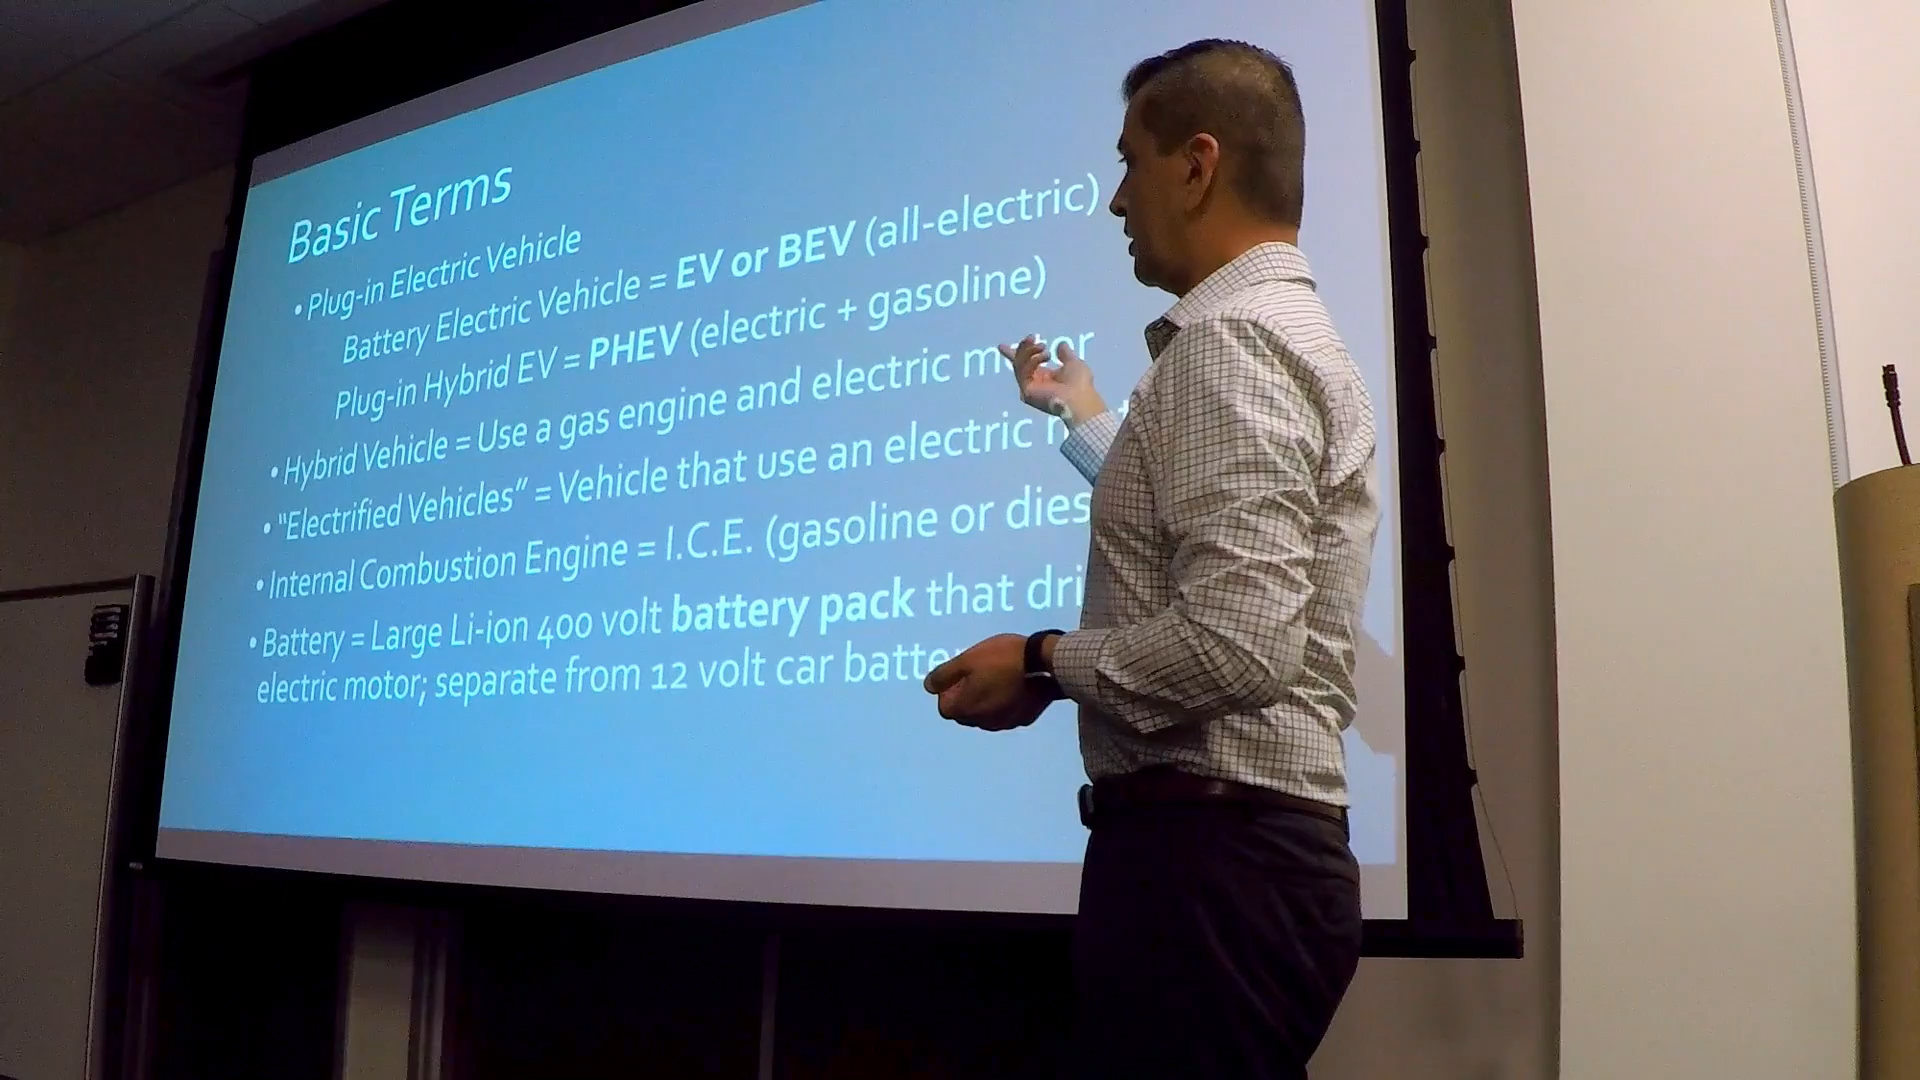 Basic Terms
• Plug-in Electric Vehicle
Battery Electric Vehicle = EV or BEV (all-electric)
Plug-in Hybrid EV = PHEV (electric + gasoline)
• Hybrid Vehicle = Use a gas engine and electric motor
• "Electrified Vehicles" = Vehicle that use an electric
• Internal Combustion Engine = I.C.E. (gasoline or
• Battery = Large Li-ion 400 volt battery pack that
electric motor; separate from 12 volt car